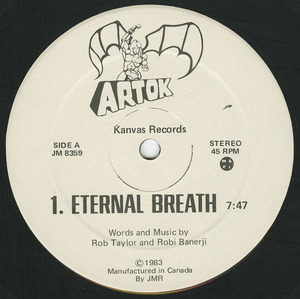 ARTOK
Kanvas Records
SIDE A
JM 8359
STEREO
45 RPM
1. ETERNAL BREATH 7:47
Words and Music by
Rob Taylor and Robi Banerji
©1983
Manufactured in Canada
By JMR